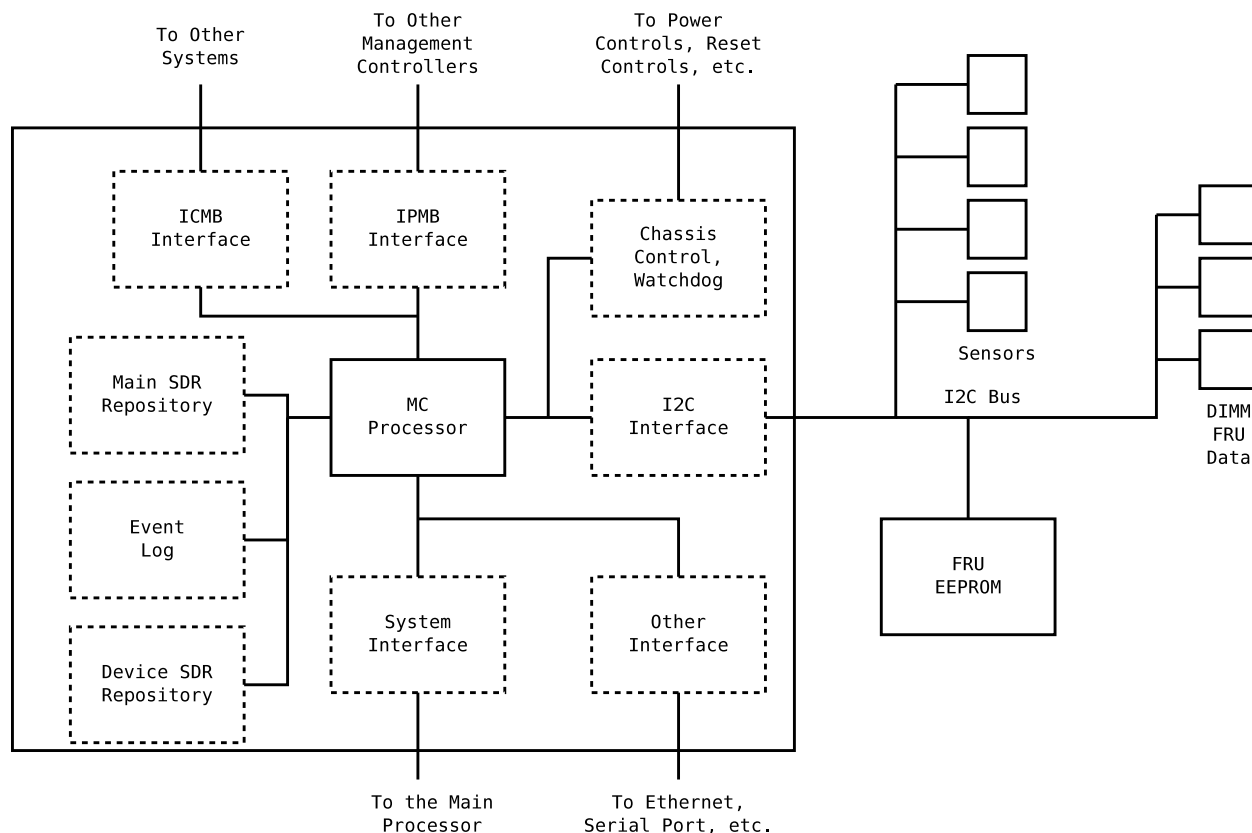 To Other
Systems
To Other
Management
Controllers
To Power
Controls, Reset
Controls, etc.
ICMB
Interface
IPMB
Interface
Chassis
Control,
Watchdog
Sensors
Main SDR
Repository
MC
Processor
I2C
Interface
I2C Bus
DIMM
FRU
Data
Event
Log
FRU
EEPROM
System
Interface
Other
Interface
Device SDR
Repository
To the Main
Processor
To Ethernet,
Serial Port, etc.